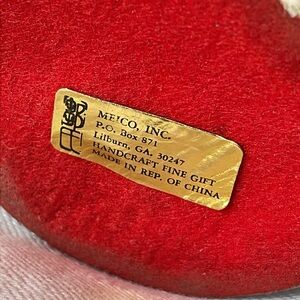 MEICO, INC.
P.O. Box 871
Lilburn, GA. 30247
HANDCRAFT FINE GIFT
MADE IN REP. OF CHINA